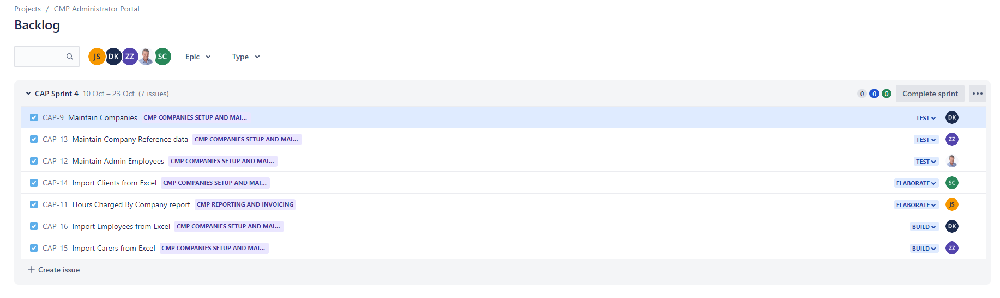 Projects / CMP Administrator Portal
Backlog
JS DK ZZ SC Epic Type
CAP Sprint 4 10 Oct – 23 Oct (7 issues) 0 0 0 Complete sprint
CAP-9 Maintain Companies CMP COMPANIES SETUP AND MAI... TEST DK
CAP-13 Maintain Company Reference data CMP COMPANIES SETUP AND MAI... TEST ZZ
CAP-12 Maintain Admin Employees CMP COMPANIES SETUP AND MAI... TEST
CAP-14 Import Clients from Excel CMP COMPANIES SETUP AND MAI... ELABORATE SC
CAP-11 Hours Charged By Company report CMP REPORTING AND INVOICING ELABORATE JS
CAP-16 Import Employees from Excel CMP COMPANIES SETUP AND MAI... BUILD DK
CAP-15 Import Carers from Excel CMP COMPANIES SETUP AND MAI... BUILD ZZ
+ Create issue